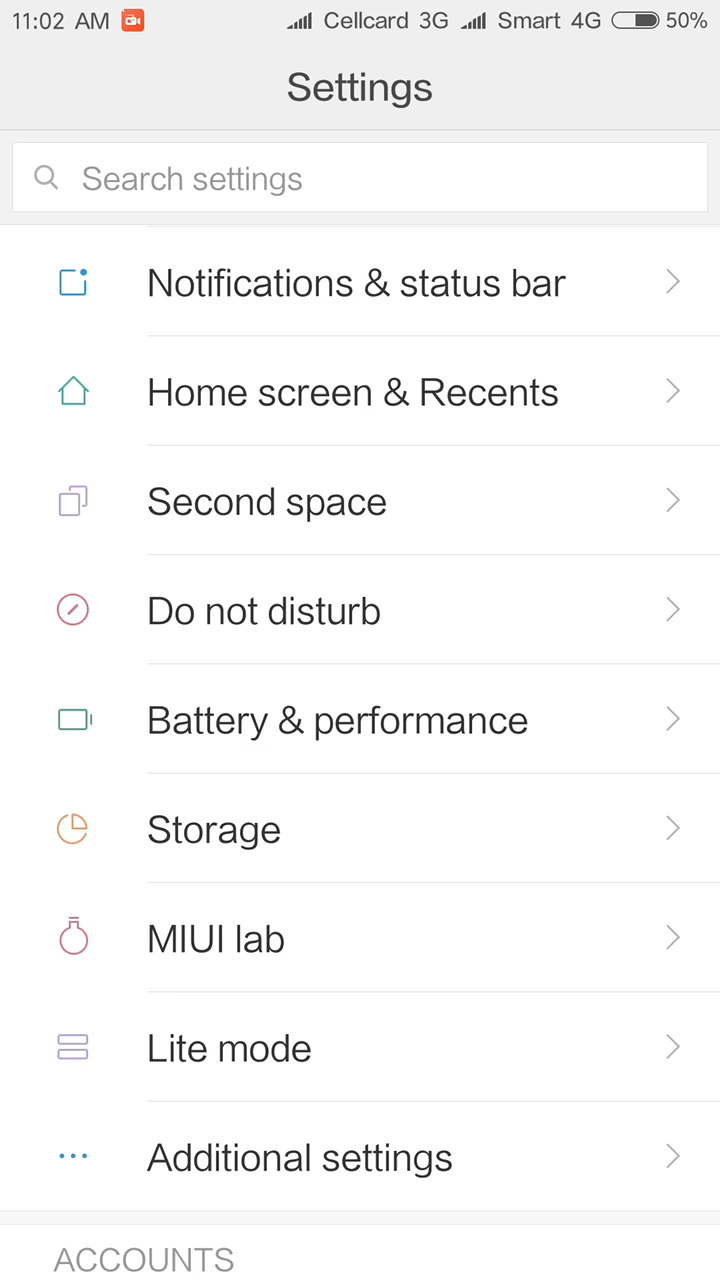 11:02 AM Cellcard 3G Smart 4G 50%
Settings
Search settings
Notifications & status bar
Home screen & Recents
Second space
Do not disturb
Battery & performance
Storage
MIUI lab
Lite mode
Additional settings
ACCOUNTS